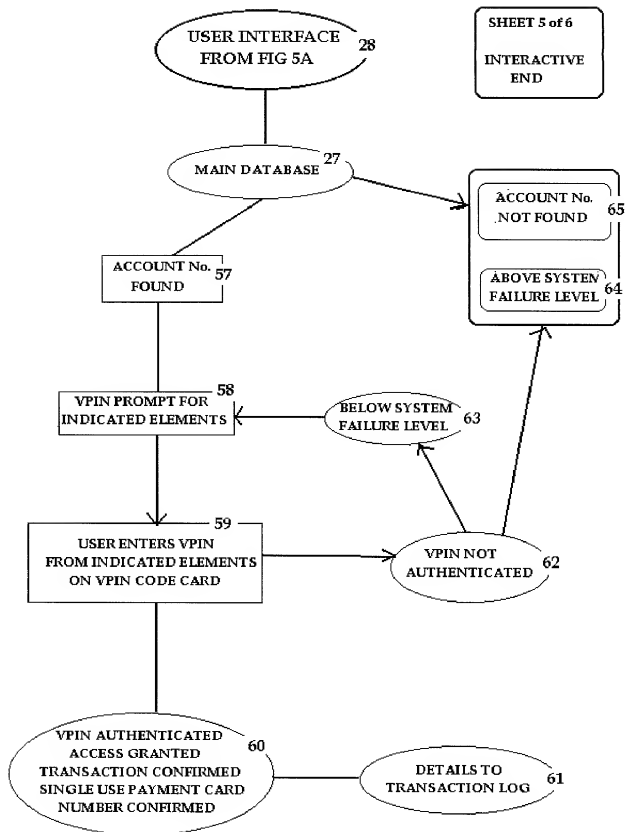 USER INTERFACE
FROM FIG 5A
28
SHEET 5 of 6
INTERACTIVE
END
MAIN DATABASE
27
ACCOUNT No.
NOT FOUND
65
ABOVE SYSTEM
FAILURE LEVEL
64
ACCOUNT No.
FOUND
57
VPIN PROMPT FOR
INDICATED ELEMENTS
58
BELOW SYSTEM
FAILURE LEVEL
63
USER ENTERS VPIN
FROM INDICATED ELEMENTS
ON VPIN CODE CARD
59
VPIN NOT
AUTHENTICATED
62
VPIN AUTHENTICATED
ACCESS GRANTED
TRANSACTION CONFIRMED
SINGLE USE PAYMENT CARD
NUMBER CONFIRMED
60
DETAILS TO
TRANSACTION LOG
61